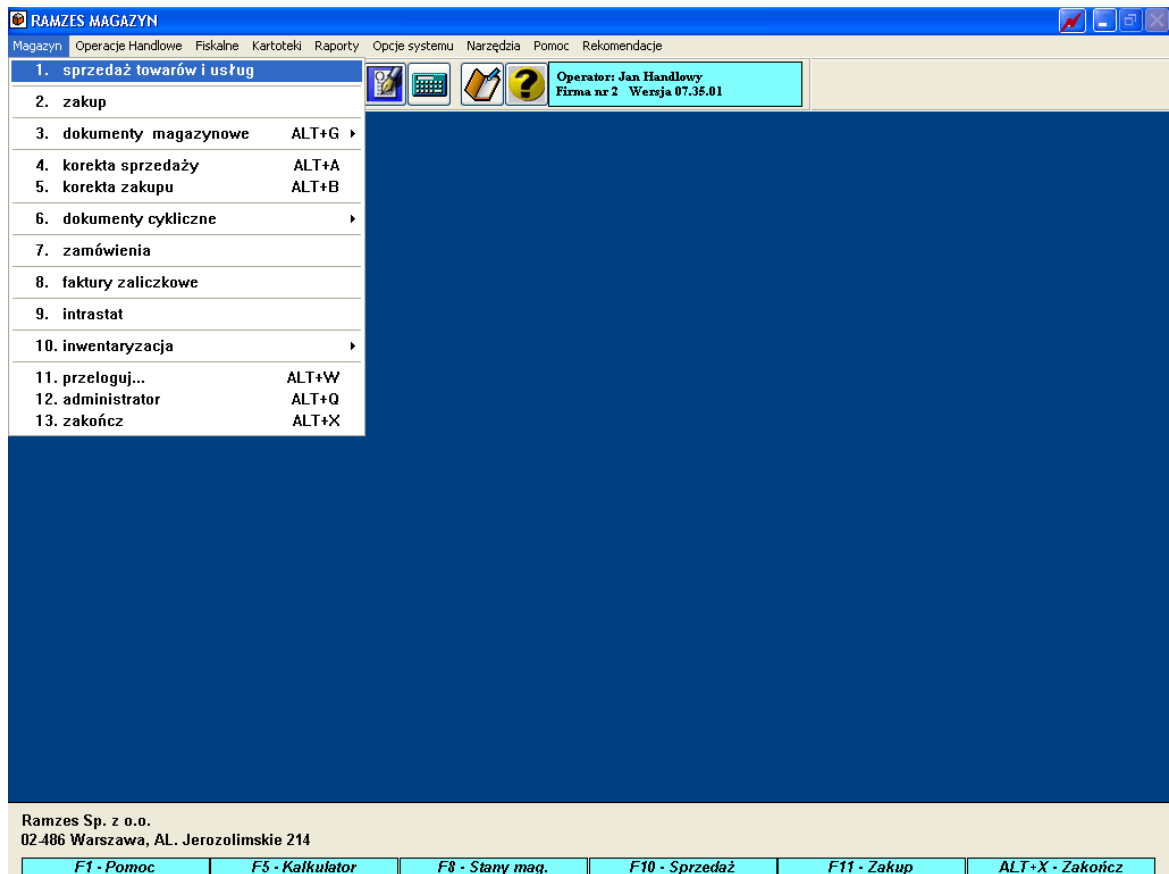 RAMZES MAGAZYN
Magazyn Operacje Handlowe Fiskalne Kartoteki Raporty Opcje systemu Narzędzia Pomoc Rekomendacje
Operator: Jan Handlowy
Firma nr 2 Wersja 07.35.01
1. sprzedaż towarów i usług
2. zakup
3. dokumenty magazynowe ALT+G
4. korekta sprzedaży ALT+A
5. korekta zakupu ALT+B
6. dokumenty cykliczne
7. zamówienia
8. faktury zaliczkowe
9. intrastat
10. inwentaryzacja
11. przeloguj... ALT+W
12. administrator ALT+Q
13. zakończ ALT+X
Ramzes Sp. z o.o.
02-486 Warszawa, AL. Jerozolimskie 214
F1 - Pomoc F5 - Kalkulator F8 - Stany mag. F10 - Sprzedaż F11 - Zakup ALT+X - Zakończ